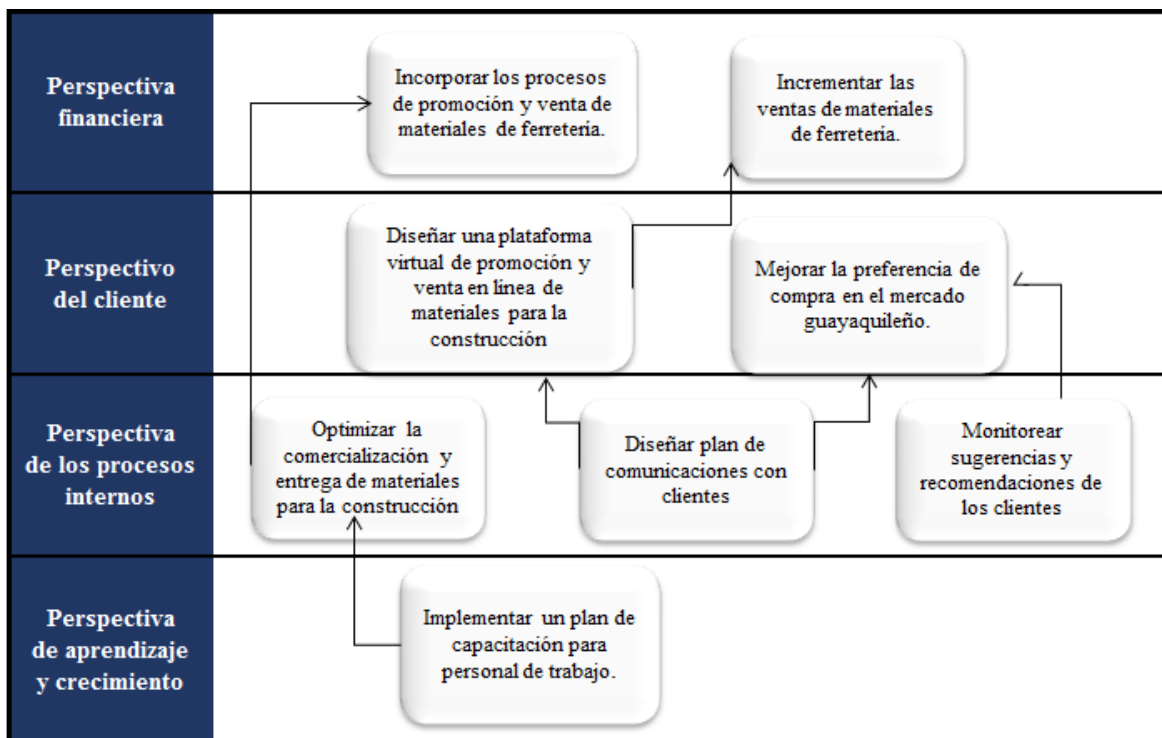 Perspectiva
financiera
Incorporar los procesos
de promoción y venta de
materiales de ferretería.
Incrementar las
ventas de materiales
de ferretería.
Perspectivo
del cliente
Diseñar una plataforma
virtual de promoción y
venta en línea de
materiales para la
construcción
Mejorar la preferencia de
compra en el mercado
guayaquileño.
Perspectiva
de los procesos
internos
Optimizar la
comercialización y
entrega de materiales
para la construcción
Diseñar plan de
comunicaciones con
clientes
Monitorear
sugerencias y
recomendaciones de
los clientes
Perspectiva
de aprendizaje
y crecimiento
Implementar un plan de
capacitación para
personal de trabajo.